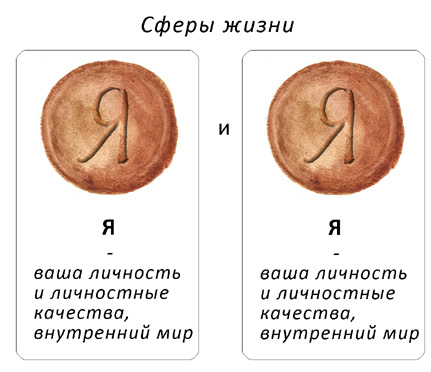 Сферы жизни
Я
и
Я
Я
-
ваша личность
и личностные
качества,
внутренний мир
Я
-
ваша личность
и личностные
качества,
внутренний мир